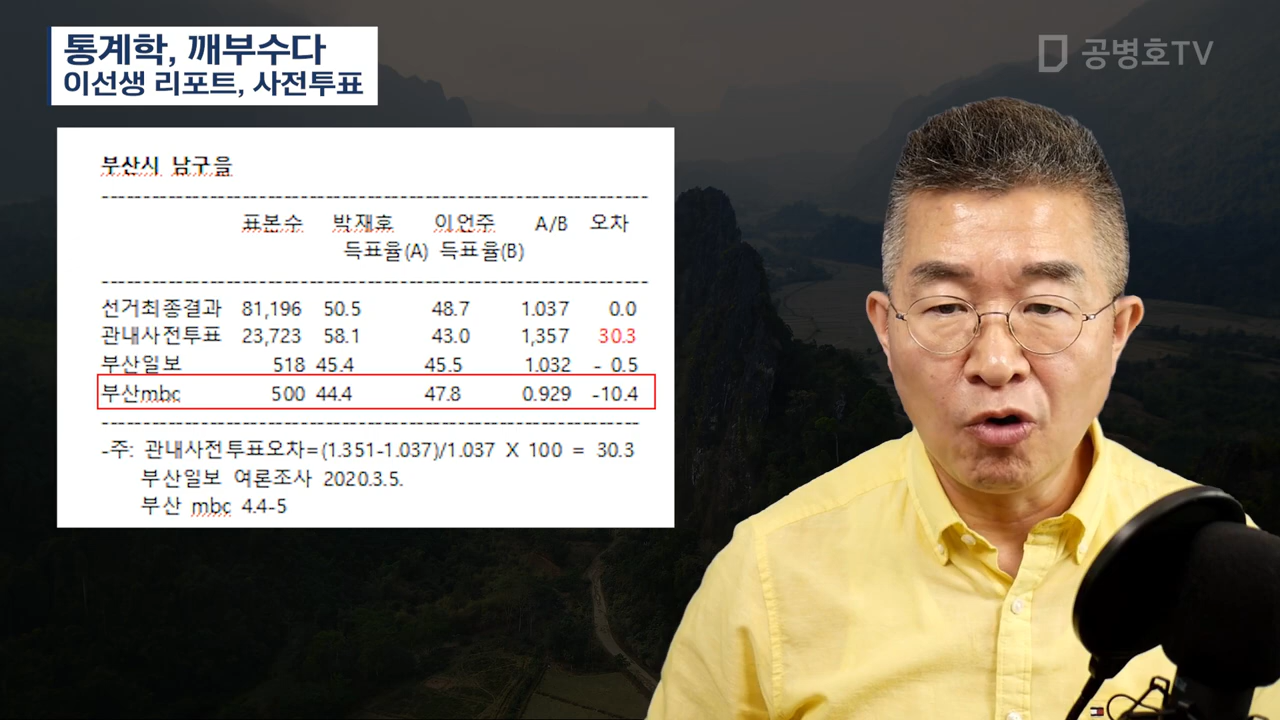 통계학, 깨부수다
이선생 리포트, 사전투표
공병호TV
부산시 남구을
표본수 박재호 이언주 A/B 오차
득표율(A) 득표율(B)
선거최종결과 81,196 50.5 48.7 1.037 0.0
관내사전투표 23,723 58.1 43.0 1,357 30.3
부산일보 518 45.4 45.5 1.032 - 0.5
부산mbc 500 44.4 47.8 0.929 -10.4
-주: 관내사전투표오차=(1.351-1.037)/1.037 X 100 = 30.3
부산일보 여론조사 2020.3.5.
부산 mbc 4.4-5